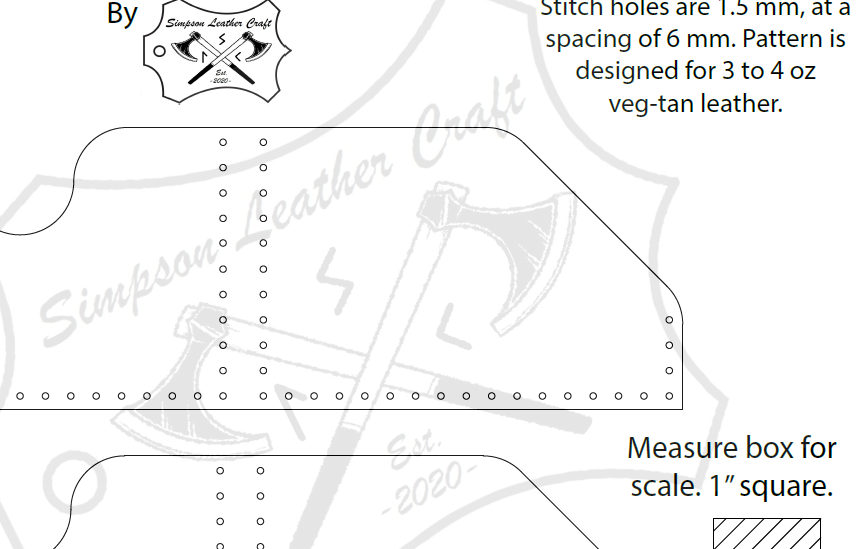 By
Simpson Leather Craft
Est.
-2020-
Stitch holes are 1.5 mm, at a
spacing of 6 mm. Pattern is
designed for 3 to 4 oz
veg-tan leather.
Simpson Leather Craft
Est.
-2020-
Measure box for
scale. 1” square.